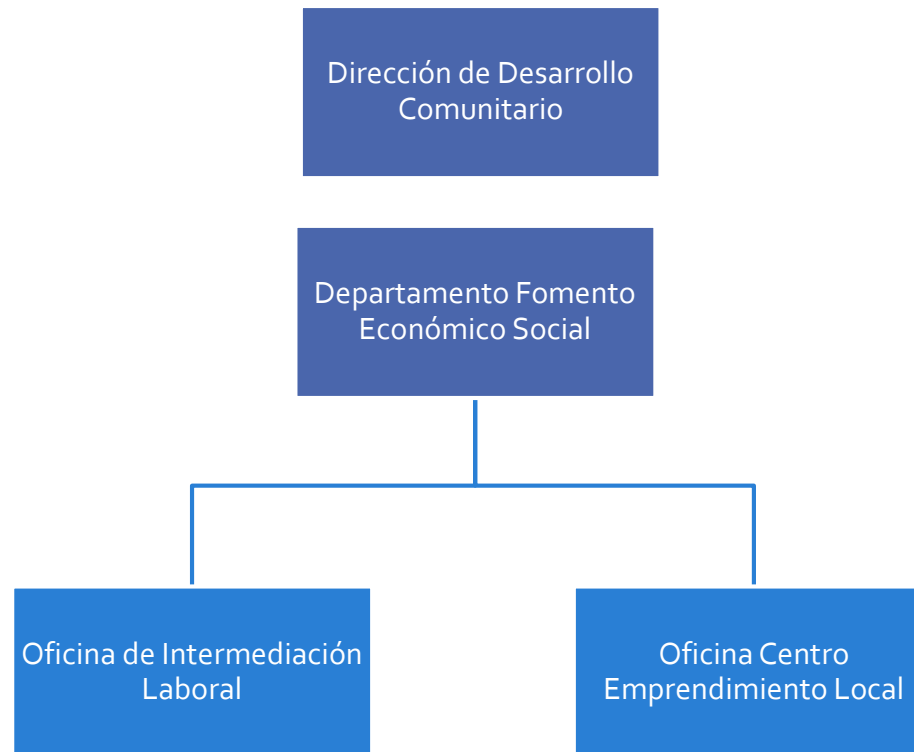 Dirección de Desarrollo
Comunitario
Departamento Fomento
Económico Social
Oficina de Intermediación
Laboral
Oficina Centro
Emprendimiento Local